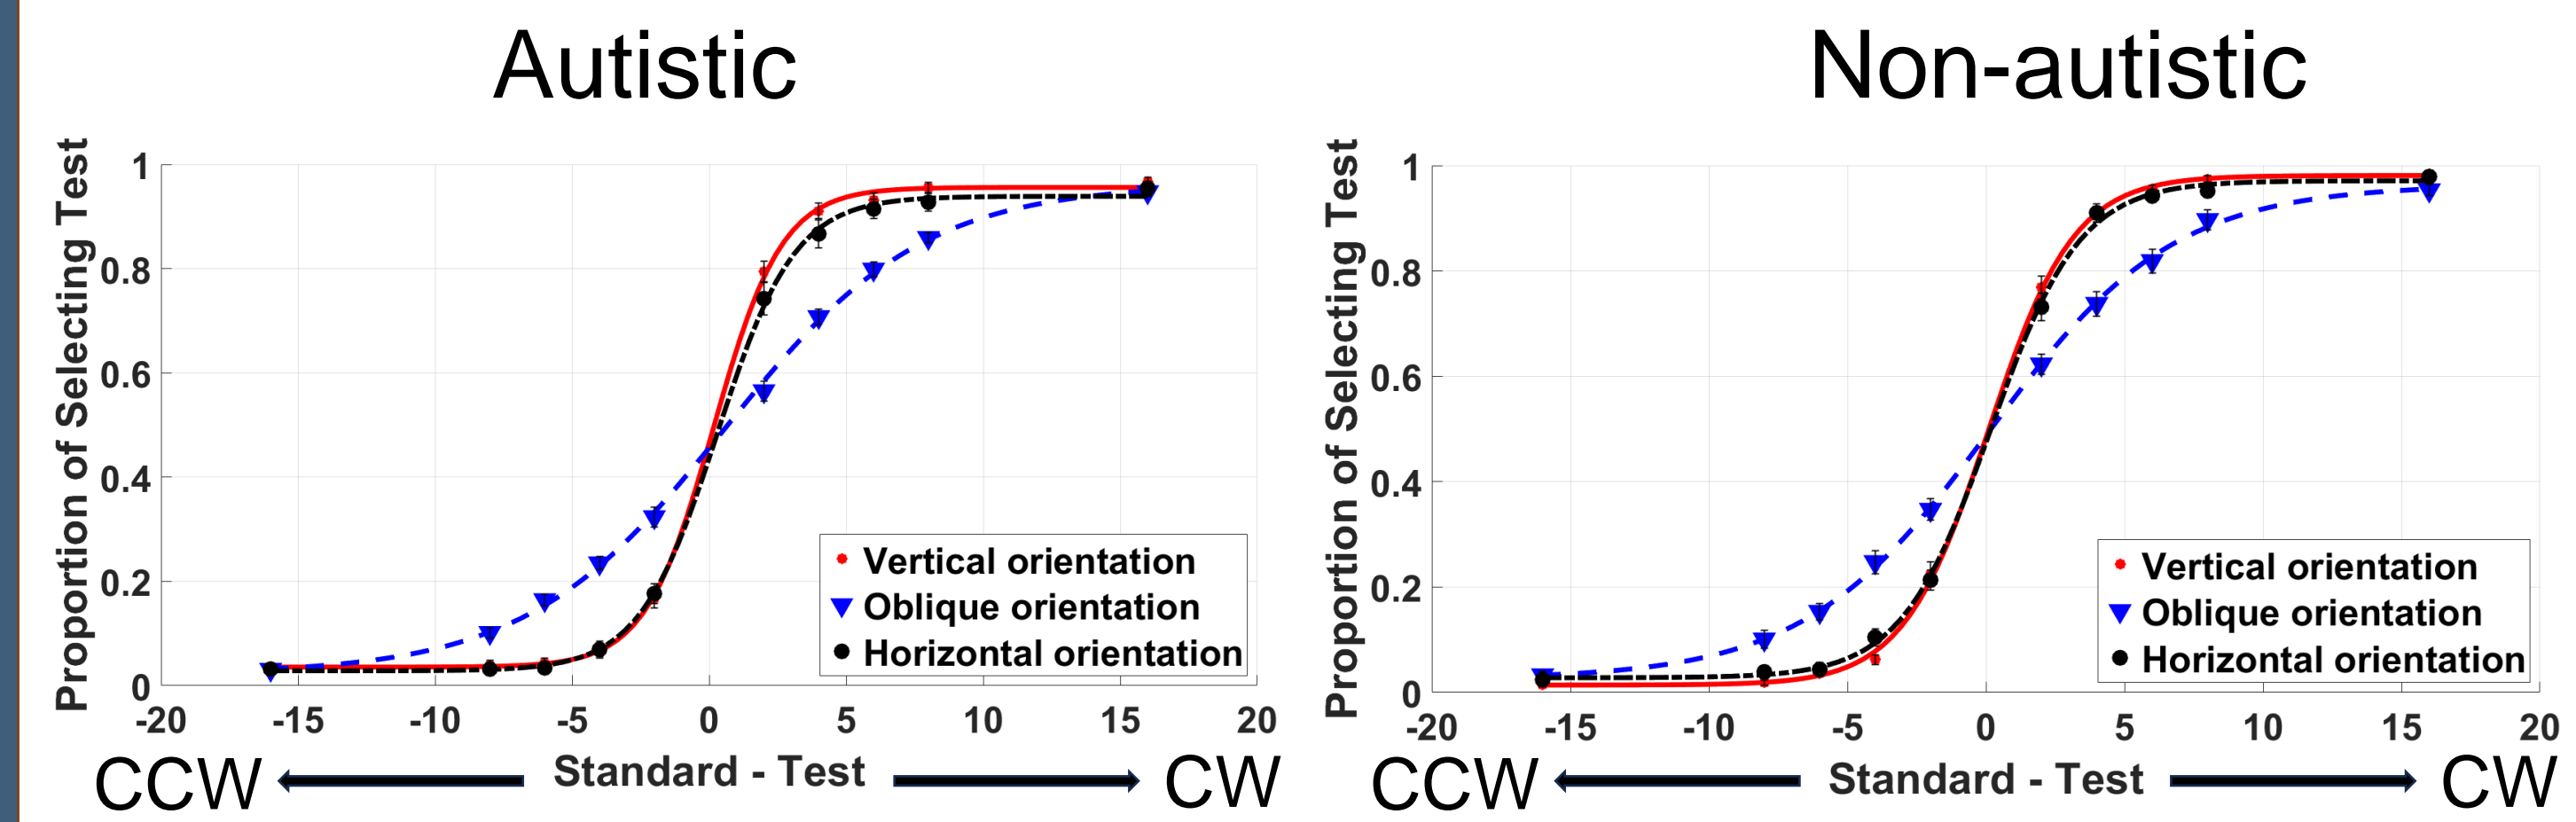 Autistic
Proportion of Selecting Test
1
0.8
0.6
0.4
0.2
0
-20 -15 -10 -5 0 5 10 15 20
Vertical orientation
Oblique orientation
Horizontal orientation
CCW Standard - Test CW
Non-autistic
Proportion of Selecting Test
1
0.8
0.6
0.4
0.2
0
-20 -15 -10 -5 0 5 10 15 20
Vertical orientation
Oblique orientation
Horizontal orientation
CCW Standard - Test CW